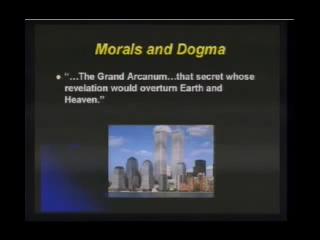 Morals and Dogma
• “…The Grand Arcanum…that secret whose
revelation would overturn Earth and
Heaven.”